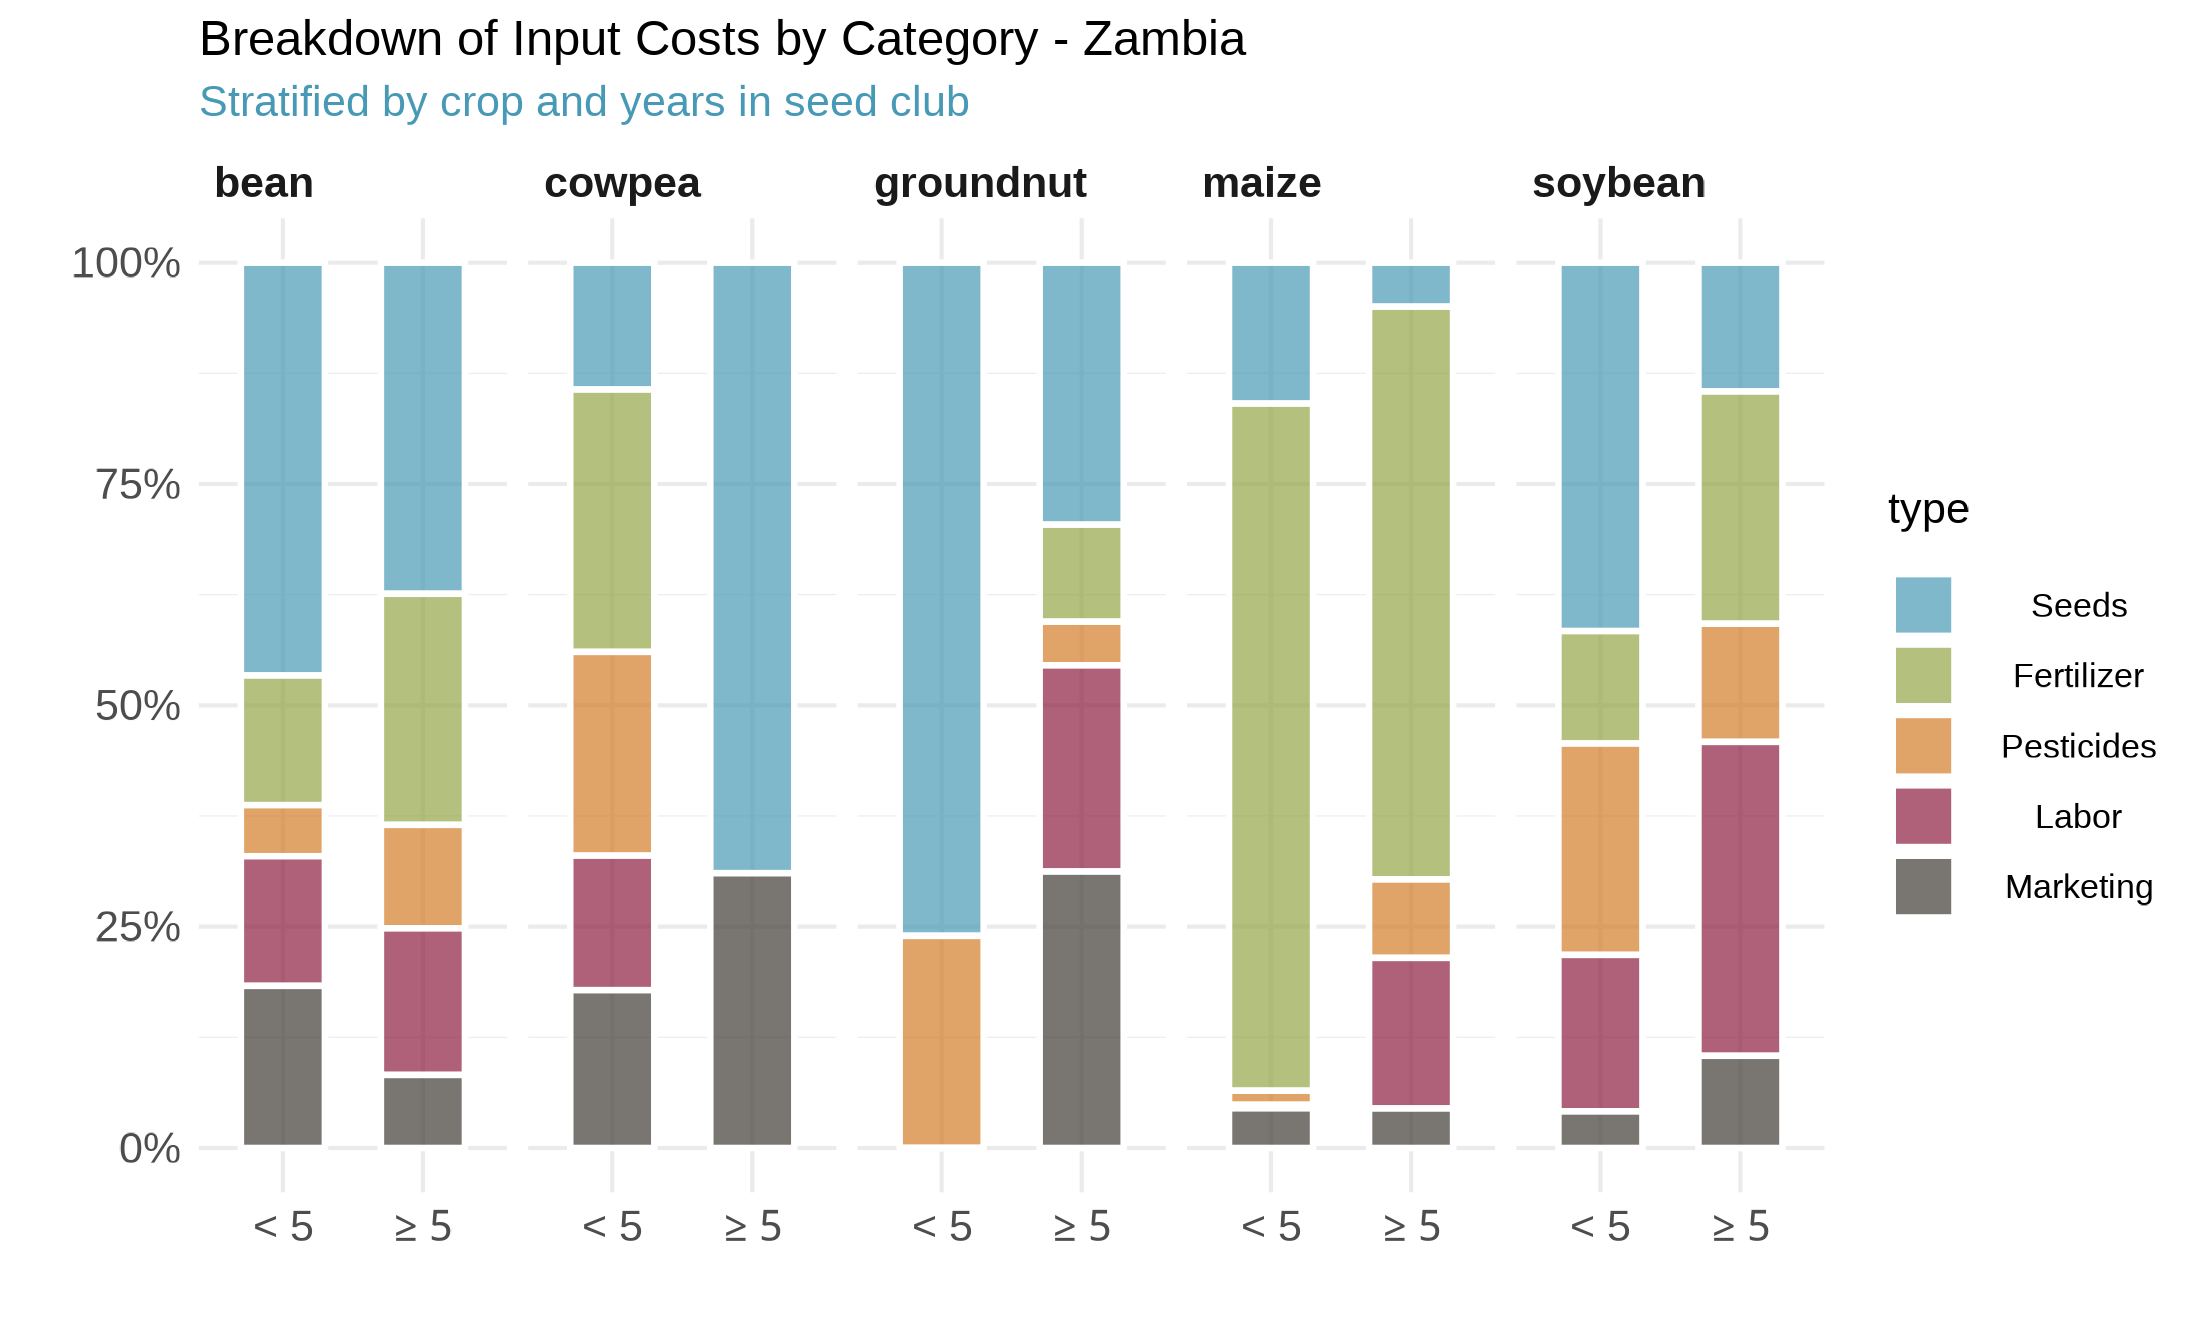 Breakdown of Input Costs by Category - Zambia
Stratified by crop and years in seed club
bean cowpea groundnut maize soybean
100%
75%
50%
25%
0%
< 5 ≥ 5 < 5 ≥ 5 < 5 ≥ 5 < 5 ≥ 5 < 5 ≥ 5
type
Seeds
Fertilizer
Pesticides
Labor
Marketing